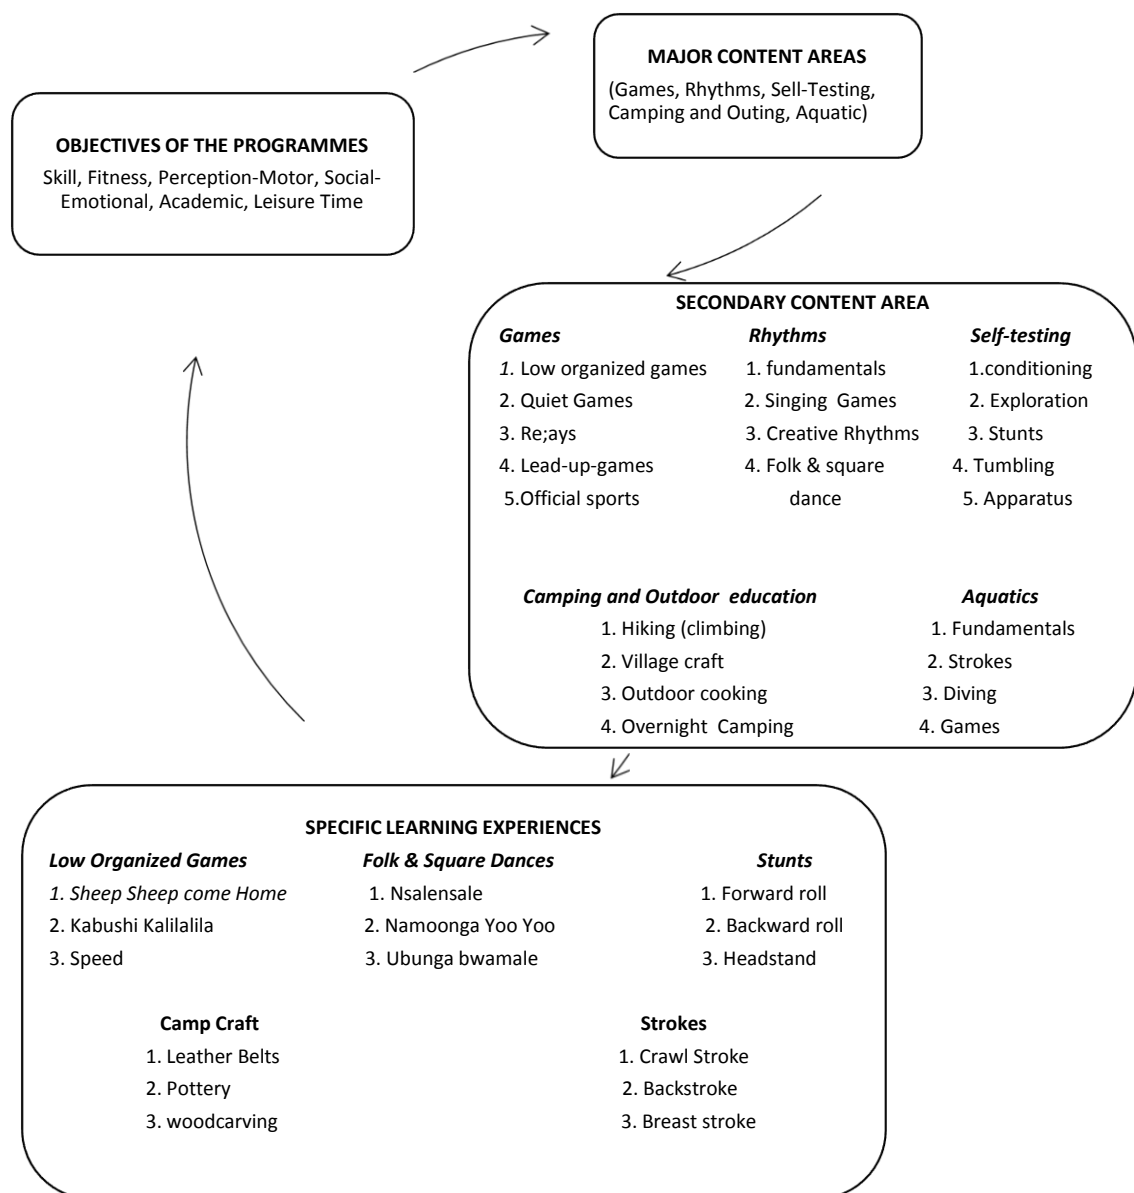 MAJOR CONTENT AREAS
(Games, Rhythms, Sell-Testing,
Camping and Outing, Aquatic)
OBJECTIVES OF THE PROGRAMMES
Skill, Fitness, Perception-Motor, Social-
Emotional, Academic, Leisure Time
SECONDARY CONTENT AREA
Games Rhythms Self-testing
1. Low organized games 1. fundamentals 1.conditioning
2. Quiet Games 2. Singing Games 2. Exploration
3. Re;ays 3. Creative Rhythms 3. Stunts
4. Lead-up-games 4. Folk & square 4. Tumbling
5.Official sports dance 5. Apparatus
Camping and Outdoor education Aquatics
1. Hiking (climbing) 1. Fundamentals
2. Village craft 2. Strokes
3. Outdoor cooking 3. Diving
4. Overnight Camping 4. Games
SPECIFIC LEARNING EXPERIENCES
Low Organized Games Folk & Square Dances Stunts
1. Sheep Sheep come Home 1. Nsalensale 1. Forward roll
2. Kabushi Kalilalila 2. Namoonga Yoo Yoo 2. Backward roll
3. Speed 3. Ubunga bwamale 3. Headstand
Camp Craft Strokes
1. Leather Belts 1. Crawl Stroke
2. Pottery 2. Backstroke
3. woodcarving 3. Breast stroke